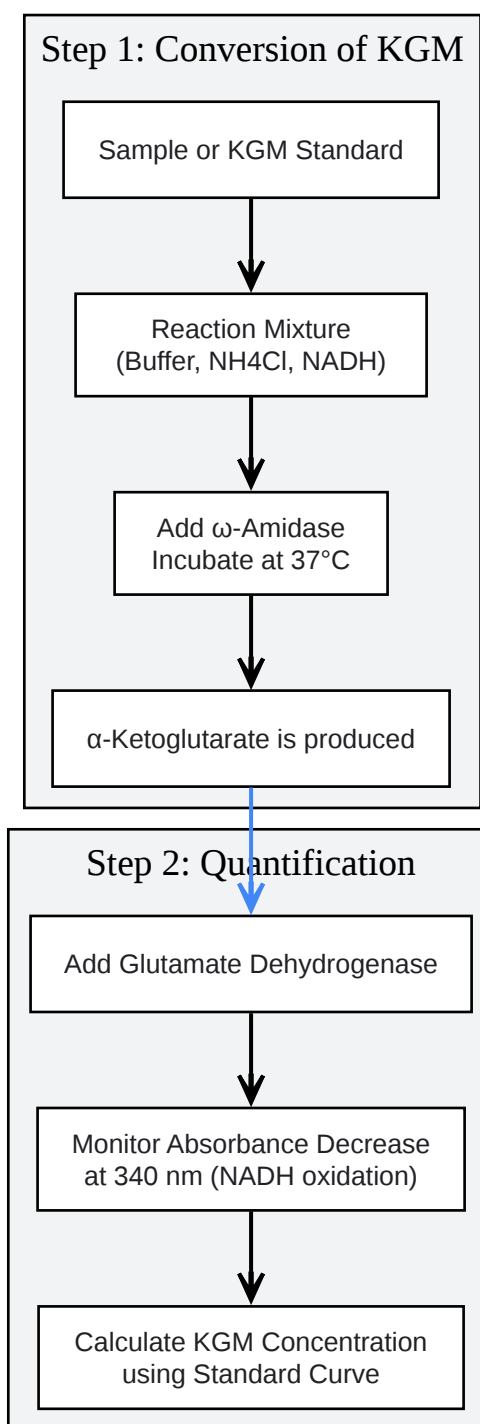 Step 1: Conversion of KGM
Sample or KGM Standard
Reaction Mixture
(Buffer, NH4Cl, NADH)
Add ω-Amidase
Incubate at 37°C
α-Ketoglutarate is produced
Step 2: Quantification
Add Glutamate Dehydrogenase
Monitor Absorbance Decrease
at 340 nm (NADH oxidation)
Calculate KGM Concentration
using Standard Curve